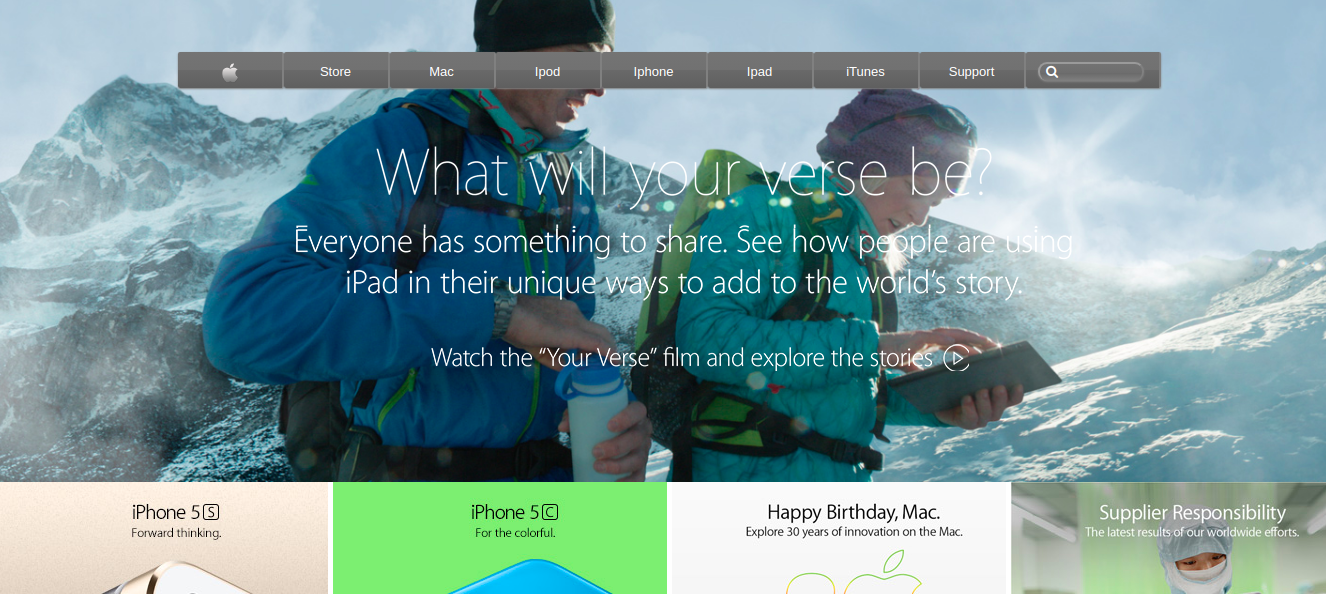 Store
Mac
Ipod
Iphone
Ipad
iTunes
Support
What will your verse be?
Everyone has something to share. See how people are using
iPad in their unique ways to add to the world's story.
Watch the “Your Verse” film and explore the stories
iPhone 5 S
Forward thinking.
iPhone 5 C
For the colorful.
Happy Birthday, Mac.
Explore 30 years of innovation on the Mac.
Supplier Responsibility
The latest results of our worldwide efforts.